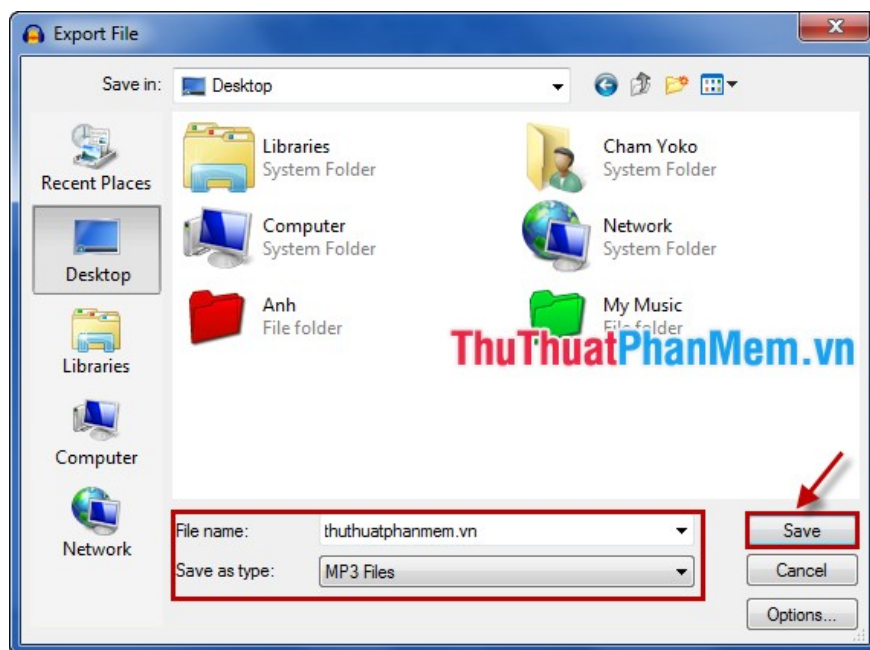 Export File
Save in:
Desktop
Recent Places
Desktop
Libraries
Computer
Network
Libraries
System Folder
Cham Yoko
System Folder
Computer
System Folder
Network
System Folder
Anh
File folder
My Music
File folder
ThuThuatPhanMem.vn
File name:
thuthuatphanmem.vn
Save
Save as type:
MP3 Files
Cancel
Options...